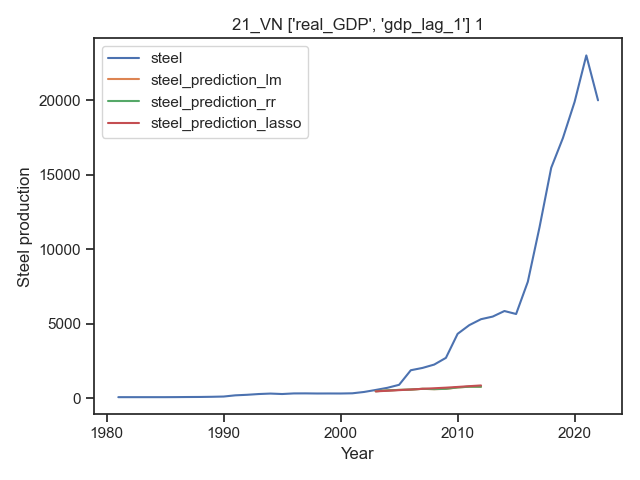 21_VN ['real_GDP', 'gdp_lag_1'] 1
steel
steel_prediction_lm
steel_prediction_rr
steel_prediction_lasso
Steel production
20000
15000
10000
5000
0
1980
1990
2000
2010
2020
Year